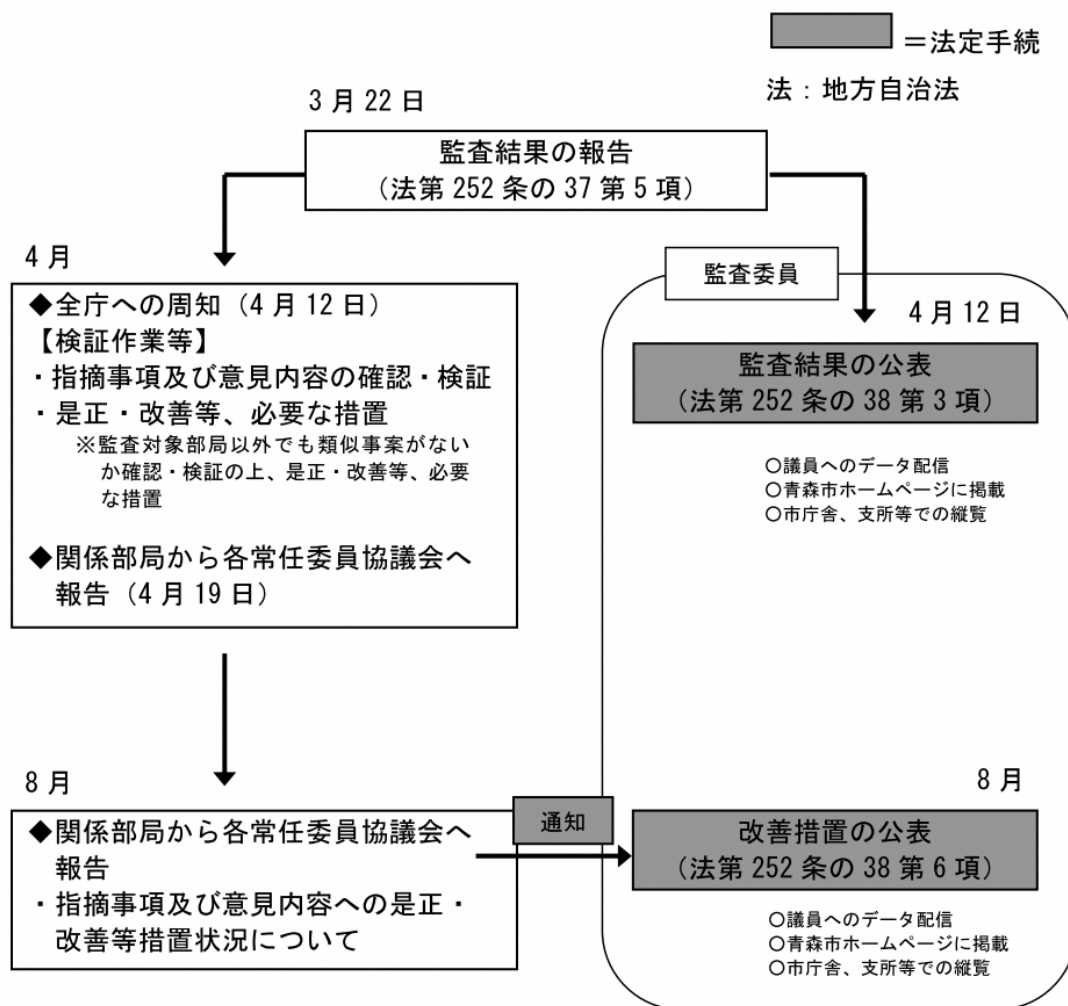 ＝法定手続
法：地方自治法
3月22日
監査結果の報告
（法第252条の37第5項）
4月
◆全庁への周知（4月12日）
【検証作業等】
・指摘事項及び意見内容の確認・検証
・是正・改善等、必要な措置
※監査対象部局以外でも類似事案がない
か確認・検証の上、是正・改善等、必要
な措置
◆関係部局から各常任委員協議会へ
報告（4月19日）
監査委員
4月12日
監査結果の公表
（法第252条の38第3項）
○議員へのデータ配信
○青森市ホームページに掲載
○市庁舎、支所等での縦覧
8月
◆関係部局から各常任委員協議会へ
報告
・指摘事項及び意見内容への是正・
改善等措置状況について
通知
8月
改善措置の公表
（法第252条の38第6項）
○議員へのデータ配信
○青森市ホームページに掲載
○市庁舎、支所等での縦覧